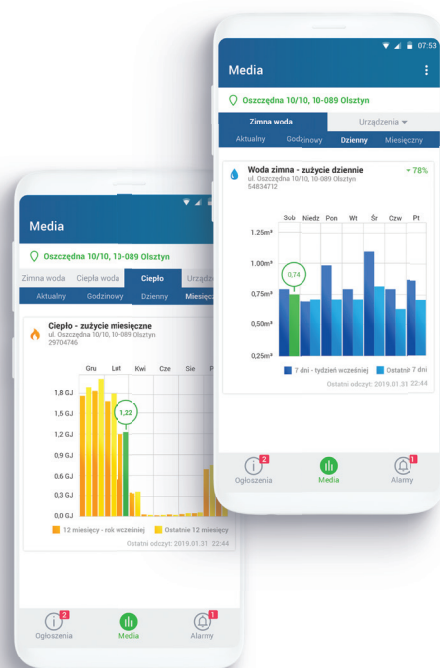 07:53
Media
Oszczędna 10/10, 10-089 Olsztyn
Zimna woda Urządzenia
Aktualny Godzinowy Dzienny Miesięczny
Woda zimna - zużycie dziennie
78%
ul. Oszczędna 10/10, 10-089 Olsztyn
54834712
Sob Niedz Pon Wt Śr Czw Pt
1.25m³
1.00m³
0,74
0,75m³
0,50m³
0,25m³
7 dni - tydzień wcześniej Ostatnie 7 dni
Ostatni odczyt: 2019.01.31 22:44
2 1
Ogłoszenia Media Alarmy
Media
Oszczędna 10/10, 10-089 Olsztyn
Zimna woda Ciepła woda Ciepło
Aktualny Godzinowy Dzienny
Ciepło - zużycie miesięczne
ul. Oszczędna 10/10, 10-089 Olsztyn
29704746
Gru Lut Kwi Cze Sie
1,8 GJ
1,5 GJ
1,22
1,2 GJ
0,9 GJ
0,6 GJ
0,3 GJ
0,0 GJ
12 miesięcy - rok wcześniej Ostatnie 12 miesięcy
Ostatni odczyt: 2019.01.31 22:44
2 1
Ogłoszenia Media Alarmy